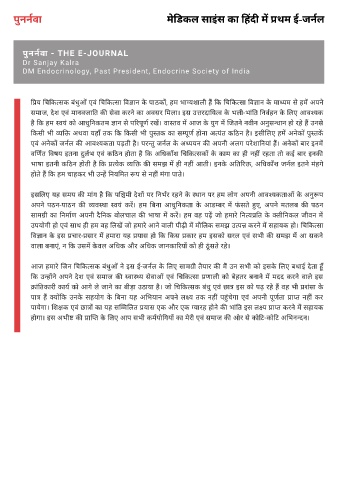 पुनर्नवा
मेडिकल साइंस का हिंदी में प्रथम ई-जर्नल
पुनर्नवा - THE E-JOURNAL
Dr Sanjay Kalra
DM Endocrinology, Past President, Endocrine Society of India
प्रिय चिकित्सक बंधुओं एवं चिकित्सा विज्ञान के पाठकों, हम भाग्यशाली हैं कि चिकित्सा विज्ञान के माध्यम से हमें अपने
समाज, देश एवं मानवजाति की सेवा करने का अवसर मिला। इस उत्तरदायित्व के भली-भांति निर्वहन के लिए आवश्यक
है कि हम स्वयं को आधुनिकतम ज्ञान से परिपूर्ण रखें। वास्तव में आज के युग में जितने नवीन अनुसन्धान हो रहे हैं उनसे
किसी भी व्यक्ति अथवा यहाँ तक कि किसी भी पुस्तक का सम्पूर्ण होना अत्यंत कठिन है। इसीलिए हमें अनेकों पुस्तकें
एवं अनेकों जर्नल की आवश्यकता पड़ती है। परन्तु जर्नल के अध्ययन की अपनी अलग परेशानियां हैं। अनेकों बार इनमें
वर्णित विषय इतना दुर्लभ एवं कठिन होता है कि अधिकाँश चिकित्सकों के काम का ही नहीं रहता तो कई बार इनकी
भाषा इतनी कठिन होती है कि प्रत्येक व्यक्ति की समझ में ही नहीं आती। इनके अतिरिक्त, अधिकाँश जर्नल इतने मंहगे
होते हैं कि हम चाहकर भी उन्हें नियमित रूप से नहीं मंगा पाते।
इसलिए यह समय की मांग है कि पश्चिमी देशों पर निर्भर रहने के स्थान पर हम लोग अपनी आवश्यकताओं के अनुरूप
अपने पठन-पाठन की व्यवस्था स्वयं करें। हम बिना आधुनिकता के आडम्बर में फंसते हुए, अपने मतलब की पठन
सामग्री का निर्माण अपनी दैनिक बोलचाल की भाषा में करें। हम वह पढ़ें जो हमारे नित्यप्रति के क्लीनिकल जीवन में
उपयोगी हो एवं साथ ही हम वह लिखें जो हमारे आने वाली पीढ़ी में मौलिक समझ उत्पन्न करने में सहायक हो। चिकित्सा
विज्ञान के इस प्रचार-प्रसार में हमारा यह प्रयास हो कि किस प्रकार हम इसको सरल एवं सभी की समझ में आ सकने
वाला बनाएं, न कि उसमें केवल अधिक और अधिक जानकारियों को ही ठूंसते रहें।
आज हमारे जिन चिकित्सक बंधुओं ने इस ई-जर्नल के लिए सामग्री तैयार की मैं उन सभी को इसके लिए बधाई देता हूँ
कि उन्होंने अपने देश एवं समाज की स्वास्थ्य सेवाओं एवं चिकित्सा प्रणाली को बेहतर बनाने में मदद करने वाले इस
क्रांतिकारी कार्य को आगे ले जाने का बीड़ा उठाया है। जो चिकित्सक बंधु एवं छात्र इस को पढ़ रहे हैं वह भी प्रशंसा के
पात्र हैं क्योंकि उनके सहयोग के बिना यह अभियान अपने लक्ष्य तक नहीं पहुंचेगा एवं अपनी पूर्णता प्राप्त नहीं कर
पायेगा। शिक्षक एवं छात्रों का यह सम्मिलित प्रयास एक और एक ग्यारह होने की भांति इस लक्ष्य प्राप्त करने में सहायक
होगा। इस अभीष्ट की प्राप्ति के लिए आप सभी कर्मयोगियों का मेरी एवं समाज की ओर से कोटि-कोटि अभिनन्दन।